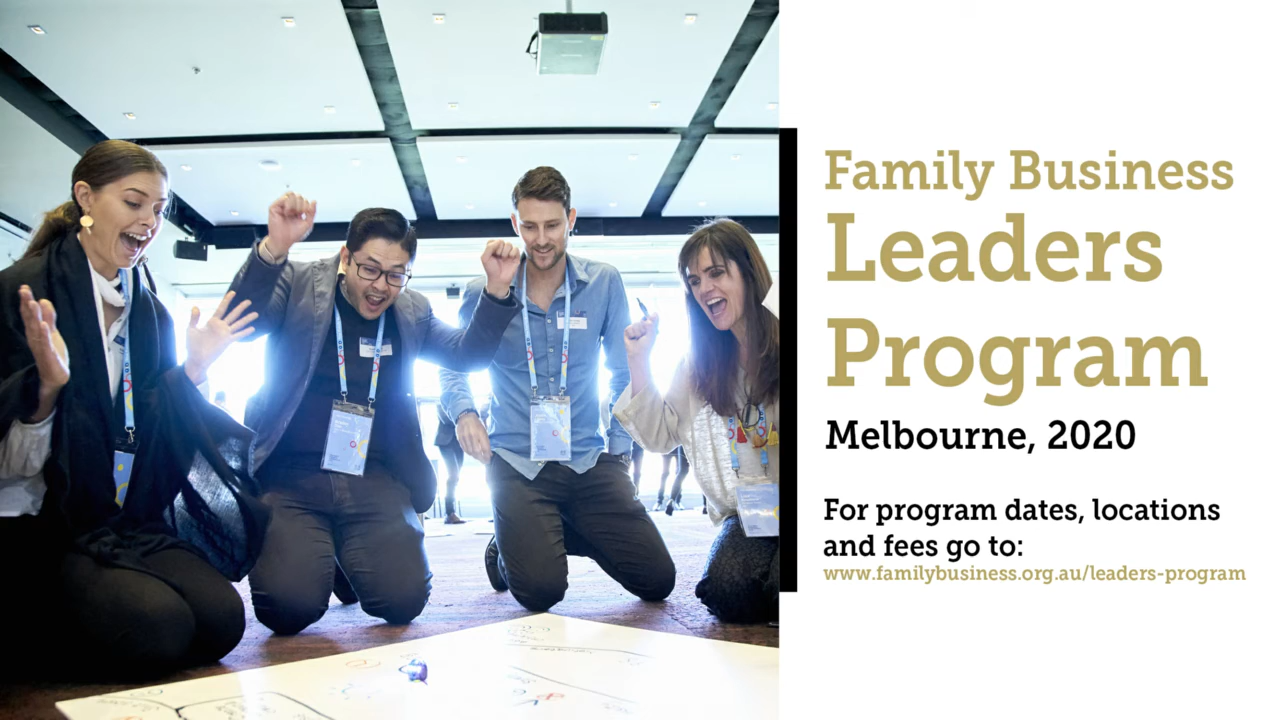 Family Business
Leaders
Program
Melbourne, 2020
For program dates, locations
and fees go to:
www.familybusiness.org.au/leaders-program